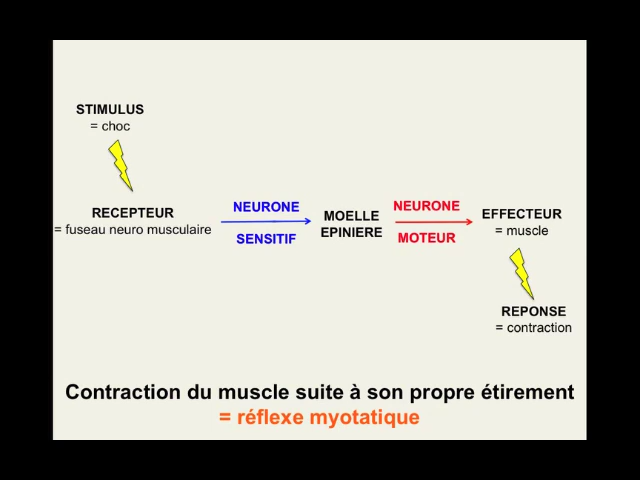 STIMULUS
= choc
RECEPTEUR
= fuseau neuro musculaire
NEURONE
SENSITIF
MOELLE
EPINIERE
NEURONE
MOTEUR
EFFECTEUR
= muscle
REPONSE
= contraction
Contraction du muscle suite à son propre étirement
= réflexe myotatique